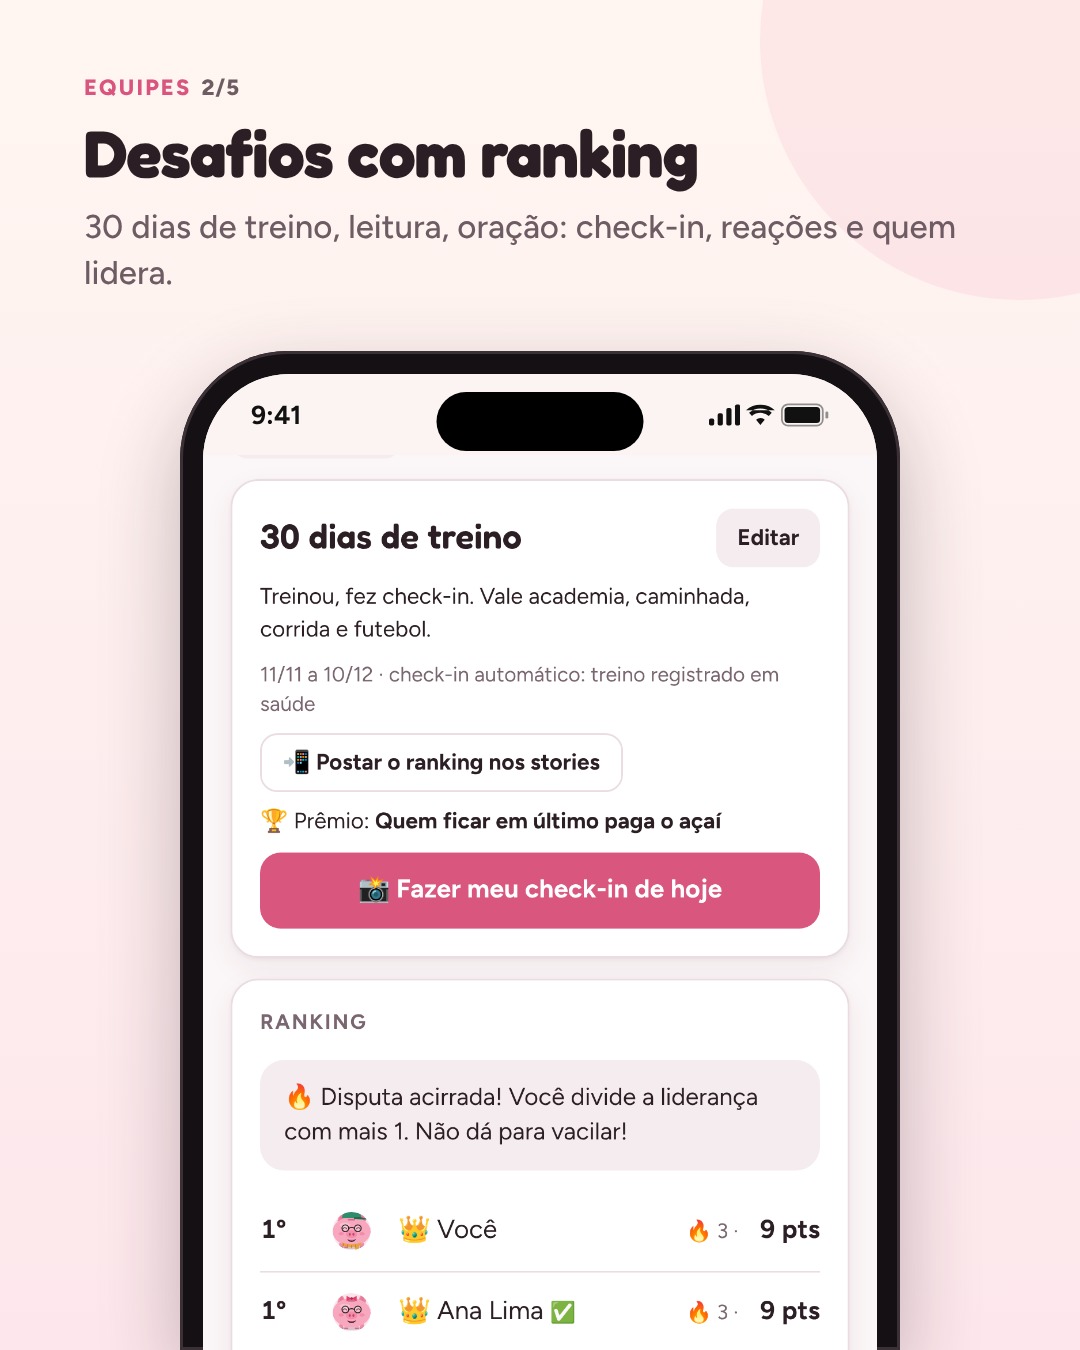 EQUIPES 2/5
Desafios com ranking
30 dias de treino, leitura, oração: check-in, reações e quem
lidera.
9:41
30 dias de treino
Editar
Treinou, fez check-in. Vale academia, caminhada,
corrida e futebol.
11/11 a 10/12 · check-in automático: treino registrado em
saúde
📲 Postar o ranking nos stories
🏆 Prêmio: Quem ficar em último paga o açaí
📸 Fazer meu check-in de hoje
RANKING
🔥 Disputa acirrada! Você divide a liderança
com mais 1. Não dá para vacilar!
1º 👑 Você 🔥 3 · 9 pts
1º 👑 Ana Lima ✅ 🔥 3 · 9 pts